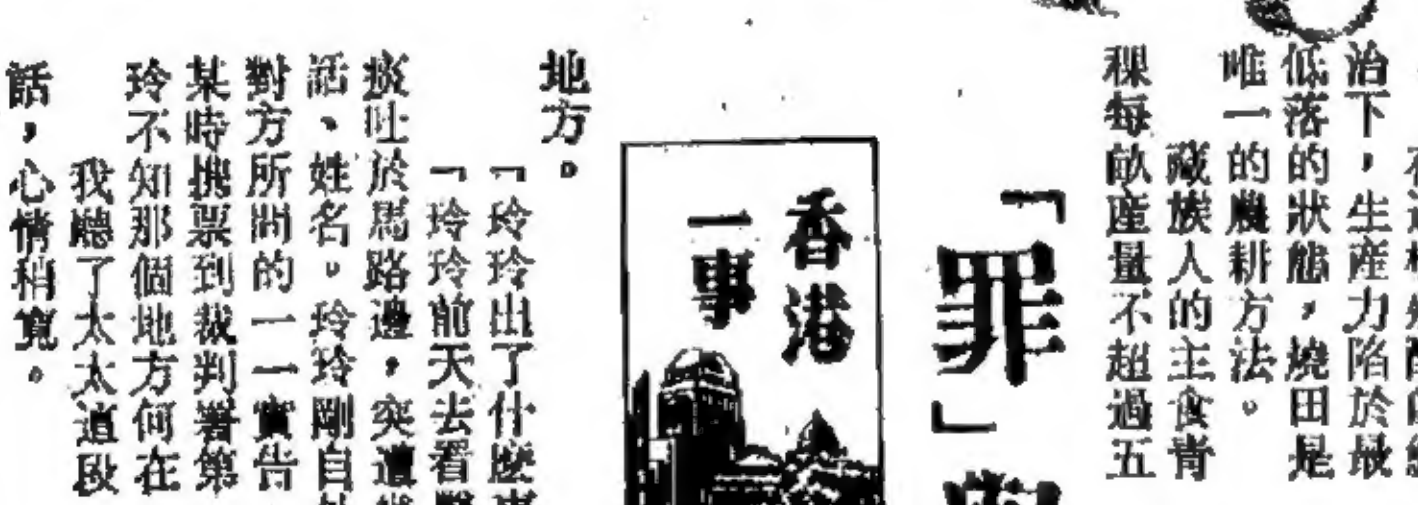 治下，生產力陷於最
低落的狀態，燒田是
唯一的農耕方法。
藏族人的主食青
稞每畝產量不超過五
「罪」
香港
一事
地方。
「玲玲出了什麼
「玲玲前天去看
痰吐於馬路邊，突遭
話、姓名。玲玲剛自
對方所問的一一實告
某時携票到裁判署第
玲不知那個地方何在
我聽了太太這段
話，心情稍寬。